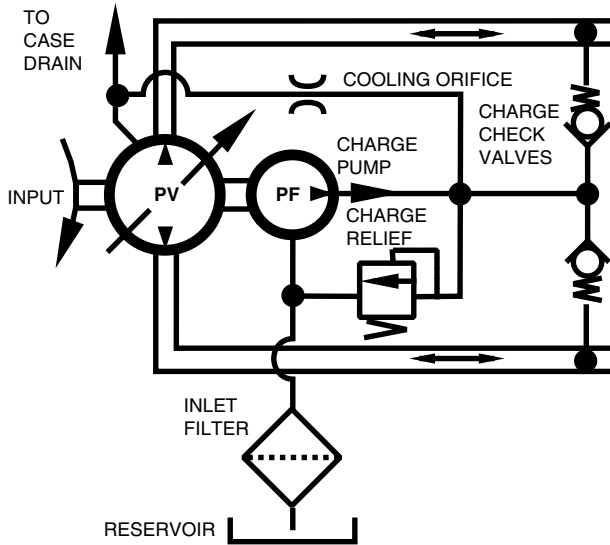 TO
CASE
DRAIN
COOLING ORIFICE
CHARGE
CHECK
VALVES
CHARGE
PUMP
INPUT
PV
PF
CHARGE
RELIEF
INLET
FILTER
RESERVOIR